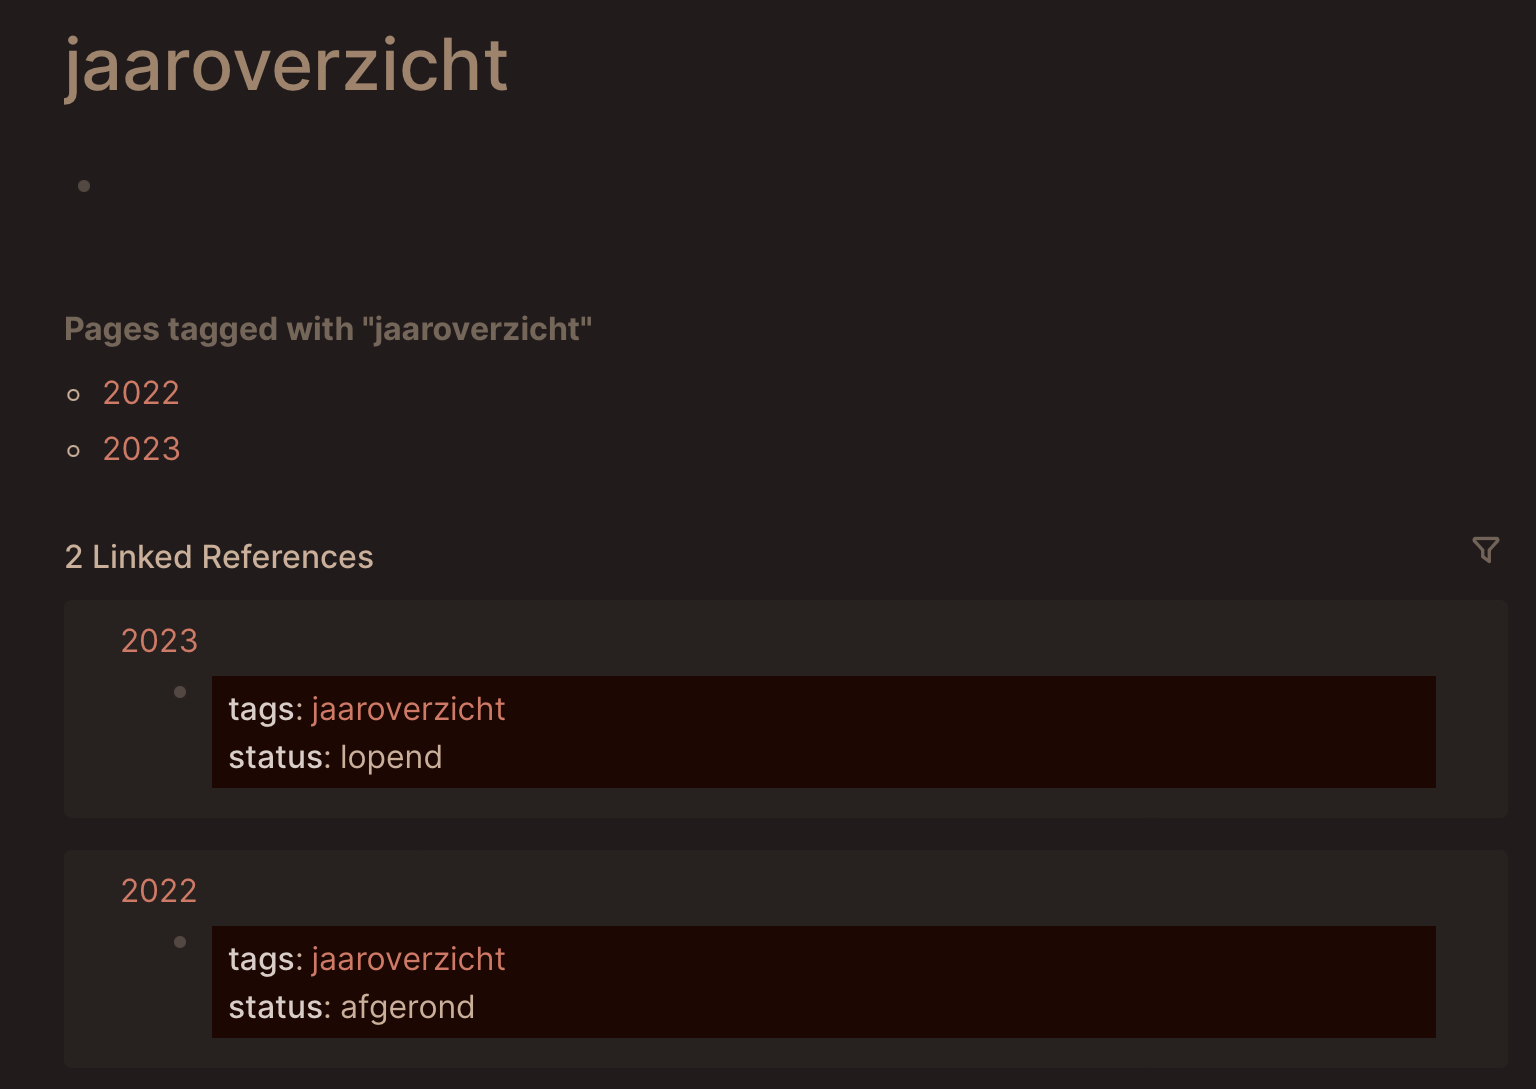 jaaroverzicht
Pages tagged with "jaaroverzicht"
2022
2023
2 Linked References
2023
tags: jaaroverzicht
status: lopend
2022
tags: jaaroverzicht
status: afgerond